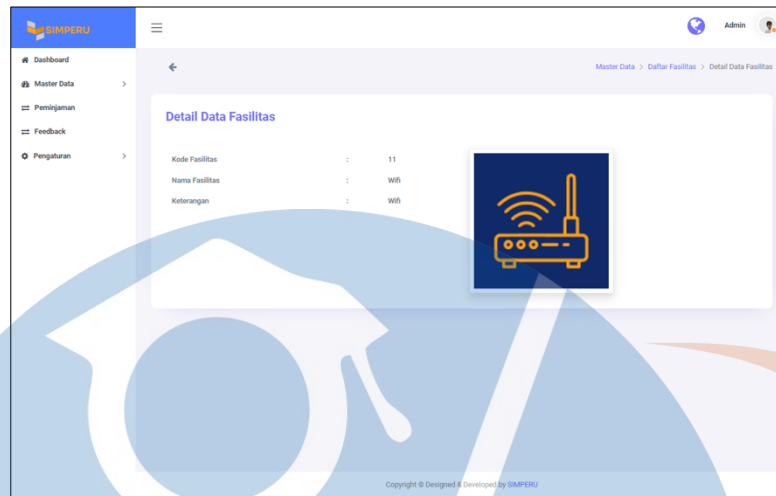 SIMPERU
Admin
Dashboard
Master Data
Peminjaman
Feedback
Pengaturan
Master Data > Daftar Fasilitas > Detail Data Fasilitas
Detail Data Fasilitas
Kode Fasilitas : 11
Nama Fasilitas : Wifi
Keterangan : Wifi
Copyright © Designed & Developed by SIMPERU